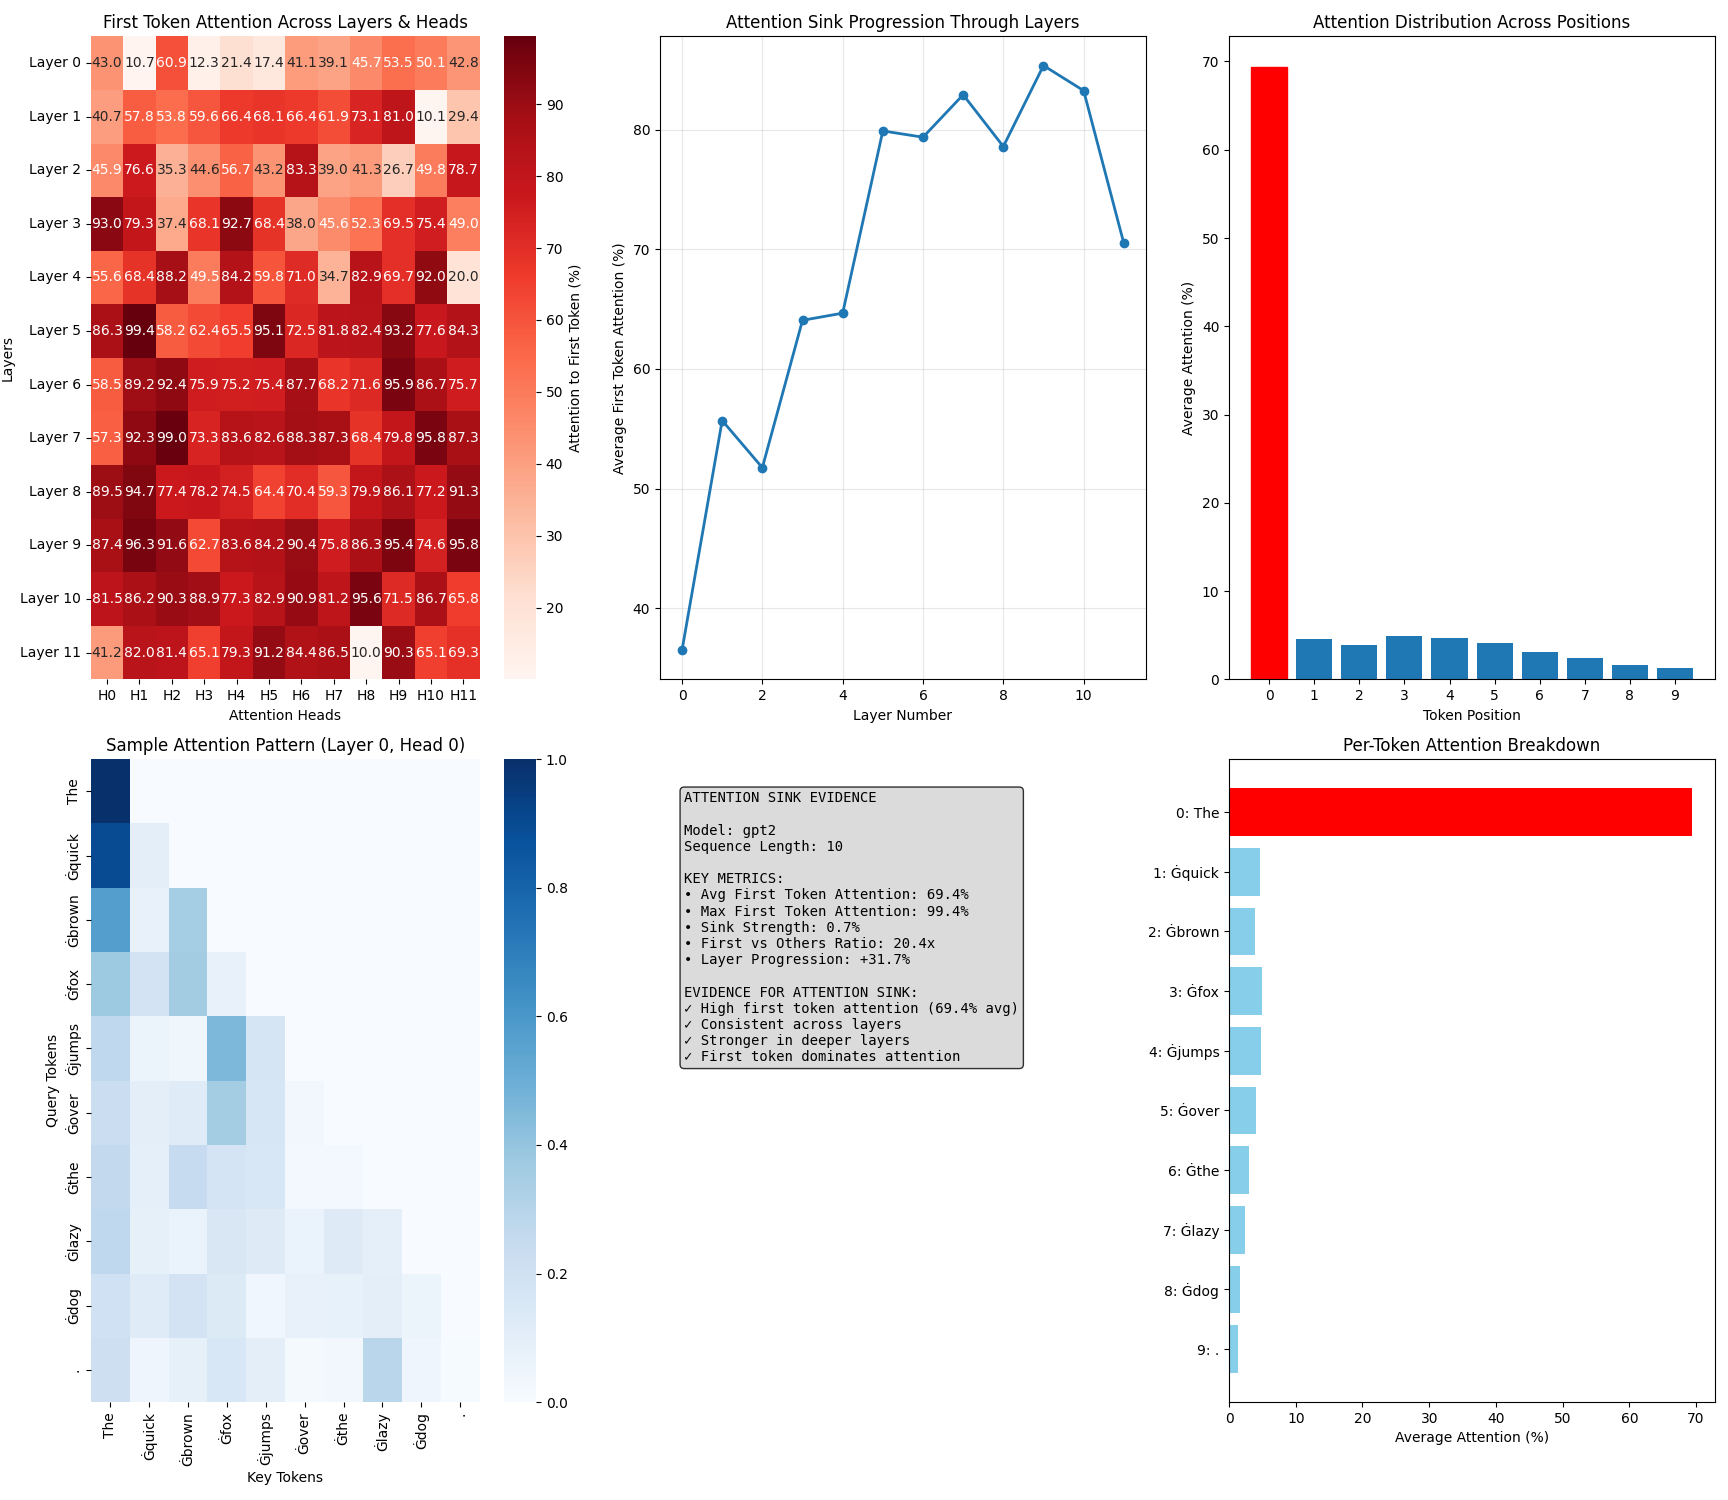 First Token Attention Across Layers & Heads
Layers
Layer 0 43.0 10.7 60.9 12.3 21.4 17.4 41.1 39.1 45.7 53.5 50.1 42.8
Layer 1 40.7 57.8 53.8 59.6 66.4 68.1 66.4 61.9 73.1 81.0 10.1 29.4
Layer 2 45.9 76.6 35.3 44.6 56.7 43.2 83.3 39.0 41.3 26.7 49.8 78.7
Layer 3 93.0 79.3 37.4 68.1 92.7 68.4 38.0 45.6 52.3 69.5 75.4 49.0
Layer 4 55.6 68.4 88.2 49.5 84.2 59.8 71.0 34.7 82.9 69.7 92.0 20.0
Layer 5 86.3 99.4 58.2 62.4 65.5 95.1 72.5 81.8 82.4 93.2 77.6 84.3
Layer 6 58.5 89.2 92.4 75.9 75.2 75.4 87.7 68.2 71.6 95.9 86.7 75.7
Layer 7 57.3 92.3 99.0 73.3 83.6 82.6 88.3 87.3 68.4 79.8 95.8 87.3
Layer 8 89.5 94.7 77.4 78.2 74.5 64.4 70.4 59.3 79.9 86.1 77.2 91.3
Layer 9 87.4 96.3 91.6 62.7 83.6 84.2 90.4 75.8 86.3 95.4 74.6 95.8
Layer 10 81.5 86.2 90.3 88.9 77.3 82.9 90.9 81.2 95.6 71.5 86.7 65.8
Layer 11 41.2 82.0 81.4 65.1 79.3 91.2 84.4 86.5 10.0 90.3 65.1 69.3
H0 H1 H2 H3 H4 H5 H6 H7 H8 H9 H10 H11
Attention Heads
90
80
70
60
50
40
30
20
Attention to First Token (%)
Attention Sink Progression Through Layers
Average First Token Attention (%)
80
70
60
50
40
0 2 4 6 8 10
Layer Number
Attention Distribution Across Positions
Average Attention (%)
70
60
50
40
30
20
10
0
0 1 2 3 4 5 6 7 8 9
Token Position
Sample Attention Pattern (Layer 0, Head 0)
Query Tokens
The
Ġquick
Ġbrown
Ġfox
Ġjumps
Ġover
Ġthe
Ġlazy
Ġdog
.
The Ġquick Ġbrown Ġfox Ġjumps Ġover Ġthe Ġlazy Ġdog .
Key Tokens
1.0
0.8
0.6
0.4
0.2
0.0
ATTENTION SINK EVIDENCE
Model: gpt2
Sequence Length: 10
KEY METRICS:
• Avg First Token Attention: 69.4%
• Max First Token Attention: 99.4%
• Sink Strength: 0.7%
• First vs Others Ratio: 20.4x
• Layer Progression: +31.7%
EVIDENCE FOR ATTENTION SINK:
✓ High first token attention (69.4% avg)
✓ Consistent across layers
✓ Stronger in deeper layers
✓ First token dominates attention
Per-Token Attention Breakdown
0: The
1: Ġquick
2: Ġbrown
3: Ġfox
4: Ġjumps
5: Ġover
6: Ġthe
7: Ġlazy
8: Ġdog
9: .
0 10 20 30 40 50 60 70
Average Attention (%)